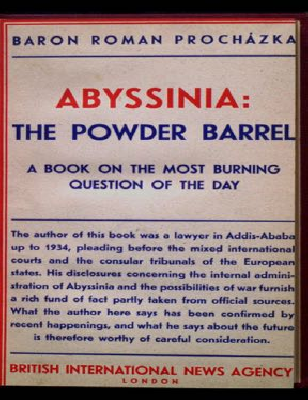 BARON ROMAN PROCHÁZKA
ABYSSINIA:
THE POWDER BARREL
A BOOK ON THE MOST BURNING
QUESTION OF THE DAY
The author of this book was a lawyer in Addis-Ababa
up to 1934, pleading before the mixed international
courts and the consular tribunals of the European
states. His disclosures concerning the internal admini-
stration of Abyssinia and the possibilities of war furnish
a rich fund of fact partly taken from official sources.
What the author here says has been confirmed by
recent happenings, and what he says about the future
is therefore worthy of careful consideration.
BRITISH INTERNATIONAL NEWS AGENCY
LONDON